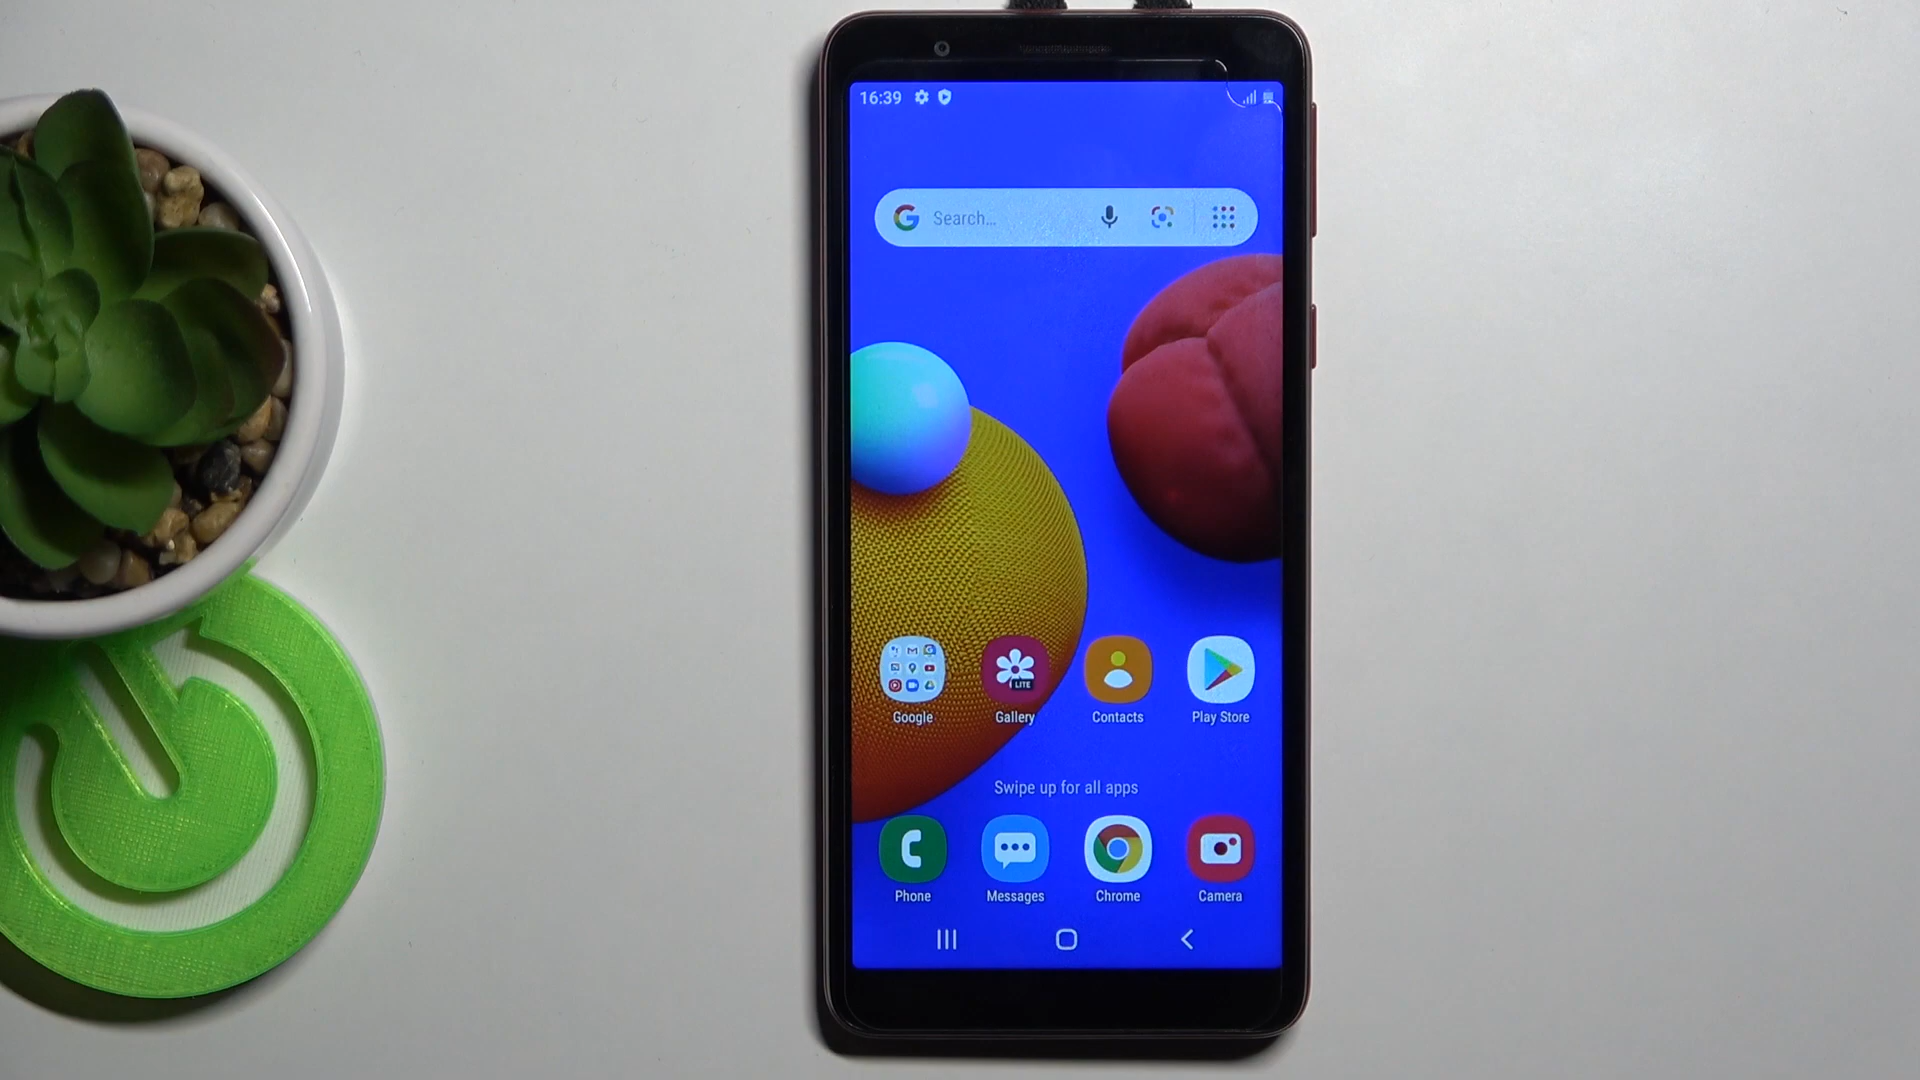 16:39
Search...
LITE
Google Gallery Contacts Play Store
Swipe up for all apps
Phone Messages Chrome Camera